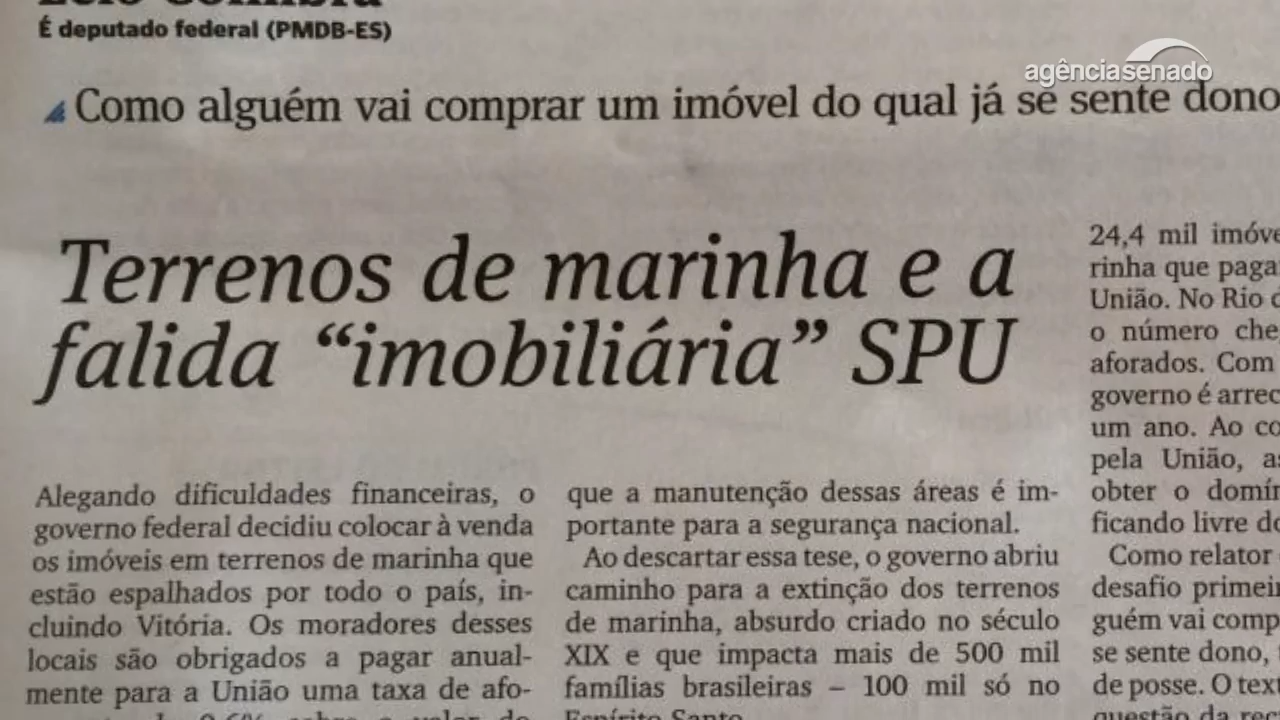 É deputado federal (PMDB-ES)
agênciasenado
Como alguém vai comprar um imóvel do qual já se sente dono
Terrenos de marinha e a
falida “imobiliária” SPU
Alegando dificuldades financeiras, o
governo federal decidiu colocar à venda
os imóveis em terrenos de marinha que
estão espalhados por todo o país, in-
cluindo Vitória. Os moradores desses
locais são obrigados a pagar anual-
mente para a União uma taxa de afo-
que a manutenção dessas áreas é im-
portante para a segurança nacional.
Ao descartar essa tese, o governo abriu
caminho para a extinção dos terrenos
de marinha, absurdo criado no século
XIX e que impacta mais de 500 mil
famílias brasileiras – 100 mil só no
Espírito Santo.
24,4 mil imóve
rinha que paga
União. No Rio
o número che
aforados. Com
governo é arrec
um ano. Ao co
pela União, as
obter o domín
ficando livre do
Como relator
desafio primei
guém vai comp
se sente dono,
de posse. O text
questão da